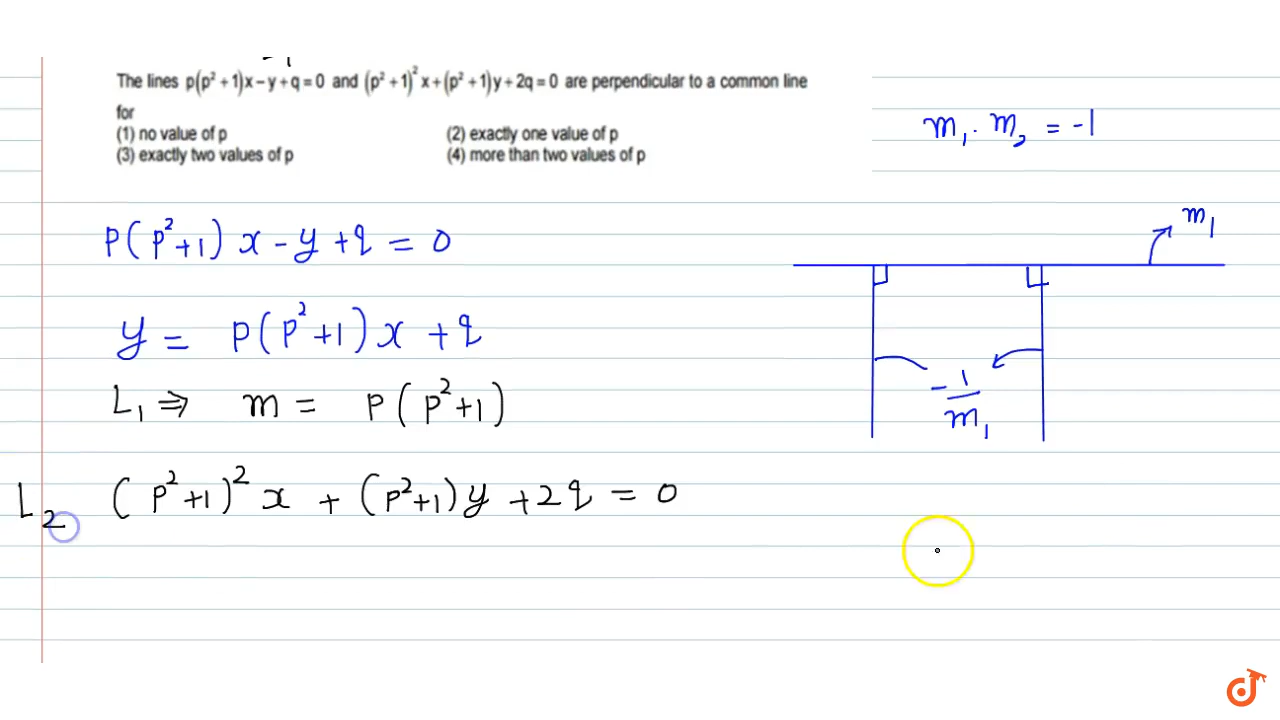 -1
The lines p(p² + 1)x − y + q = 0 and (p² + 1)² x + (p² + 1)y + 2q = 0 are perpendicular to a common line
for
(1) no value of p (2) exactly one value of p
(3) exactly two values of p (4) more than two values of p
m₁ · m₂ = -1
m₁
P(p²+1) x - y + q = 0
y = P(p²+1) x + q
-1/m₁
L₁ ⇒ m = P(p²+1)
L₂ (p²+1)² x + (p²+1) y + 2q = 0